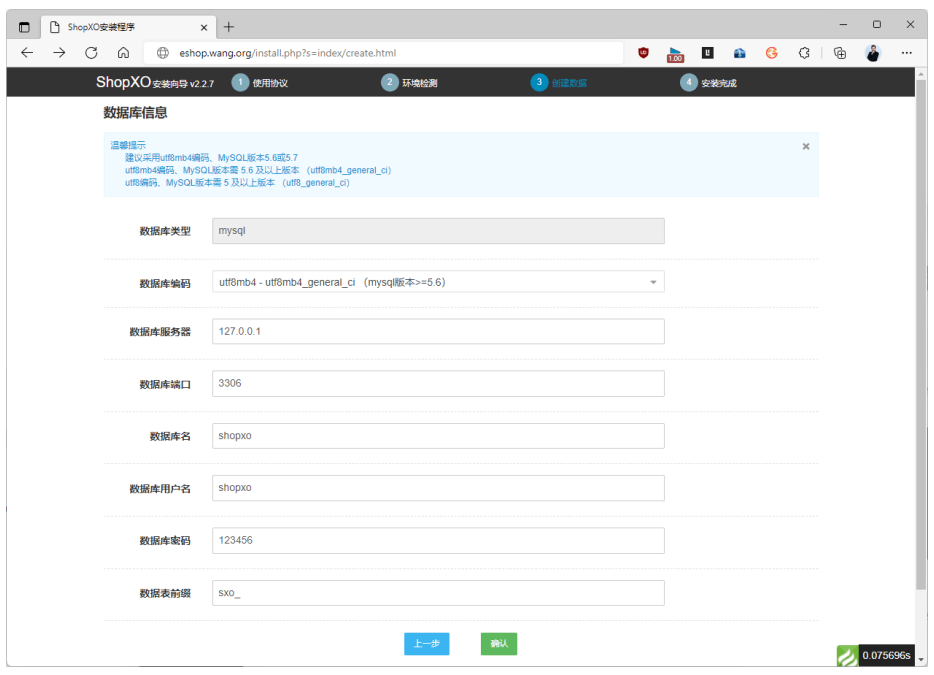 ShopXO安装程序
eshop.wang.org/install.php?s=index/create.html
1.00
ShopXO 安装向导 v2.2.7 1 使用协议 2 环境检测 3 创建数据 4 安装完成
数据库信息
温馨提示
建议采用utf8mb4编码、MySQL版本5.6或5.7
utf8mb4编码、MySQL版本需 5.6 及以上版本 （utf8mb4_general_ci）
utf8编码、MySQL版本需 5 及以上版本 （utf8_general_ci）
数据库类型 mysql
数据库编码 utf8mb4 - utf8mb4_general_ci （mysql版本>=5.6）
数据库服务器 127.0.0.1
数据库端口 3306
数据库名 shopxo
数据库用户名 shopxo
数据库密码 123456
数据表前缀 sxo_
上一步 确认
0.075696s